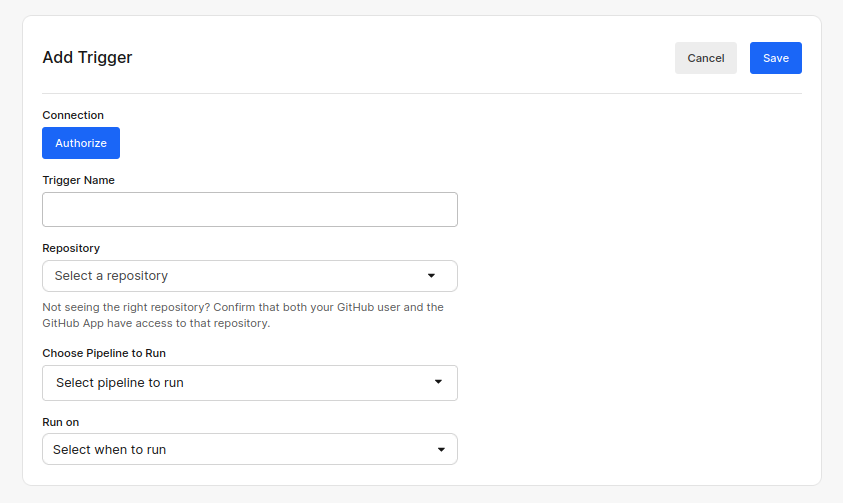 Add Trigger
Cancel
Save
Connection
Authorize
Trigger Name
Repository
Select a repository
Not seeing the right repository? Confirm that both your GitHub user and the
GitHub App have access to that repository.
Choose Pipeline to Run
Select pipeline to run
Run on
Select when to run